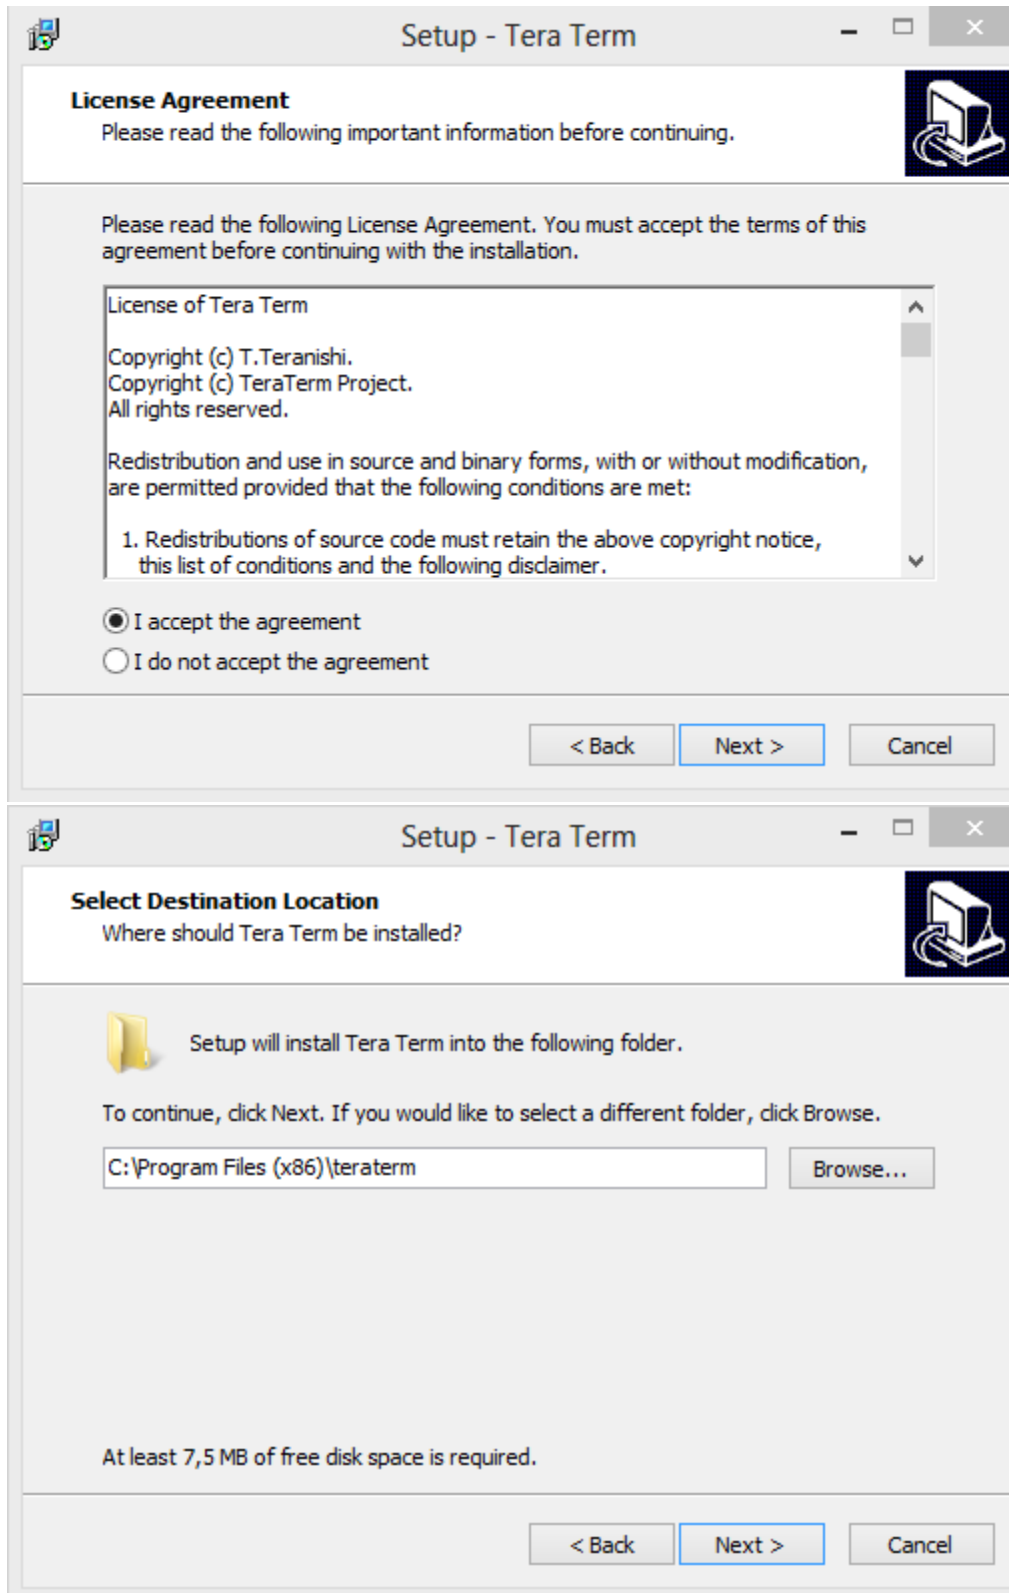 Setup - Tera Term
License Agreement
Please read the following important information before continuing.
Please read the following License Agreement. You must accept the terms of this
agreement before continuing with the installation.
License of Tera Term
Copyright (c) T.Teranishi.
Copyright (c) TeraTerm Project.
All rights reserved.
Redistribution and use in source and binary forms, with or without modification,
are permitted provided that the following conditions are met:
1. Redistributions of source code must retain the above copyright notice,
this list of conditions and the following disclaimer.
I accept the agreement
I do not accept the agreement
< Back Next > Cancel
Setup - Tera Term
Select Destination Location
Where should Tera Term be installed?
Setup will install Tera Term into the following folder.
To continue, click Next. If you would like to select a different folder, click Browse.
C:\Program Files (x86)\teraterm Browse...
At least 7,5 MB of free disk space is required.
< Back Next > Cancel